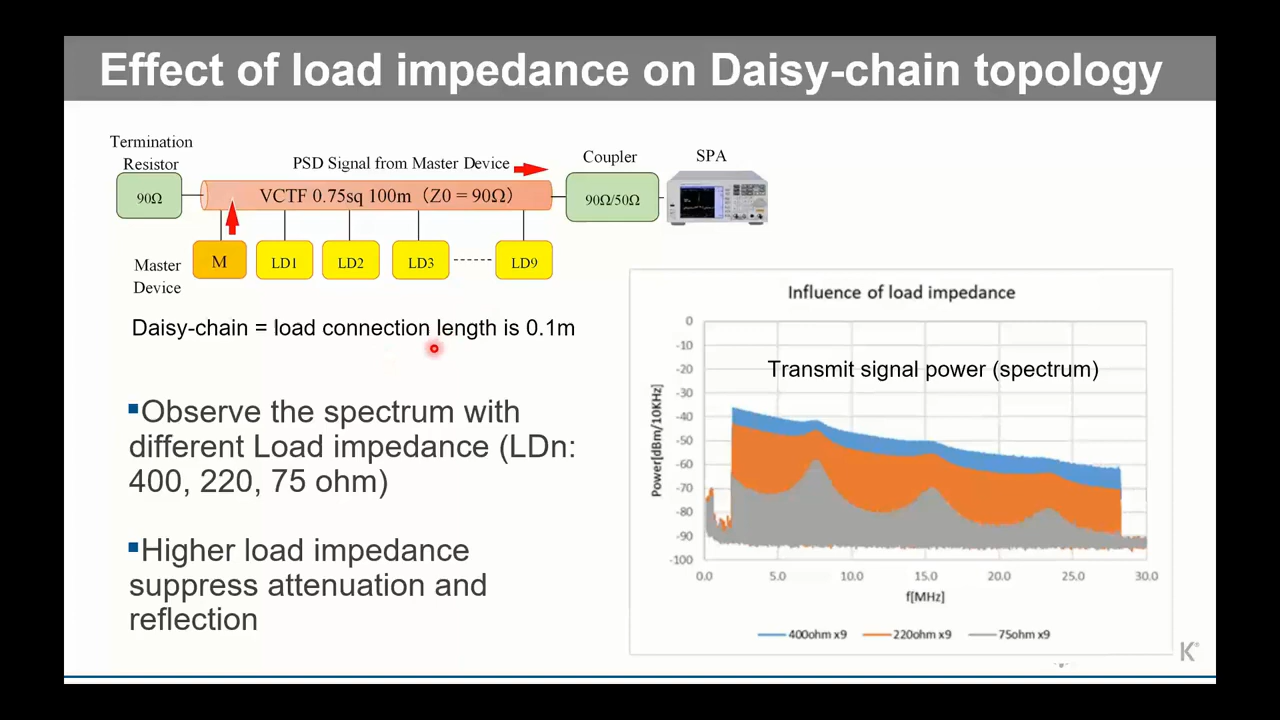 Effect of load impedance on Daisy-chain topology
Termination
Resistor
90Ω
PSD Signal from Master Device
VCTF 0.75sq 100m（Z0 = 90Ω）
Coupler
90Ω/50Ω
SPA
Master
Device
M
LD1
LD2
LD3
LD9
Daisy-chain = load connection length is 0.1m
▪Observe the spectrum with
different Load impedance (LDn:
400, 220, 75 ohm)
▪Higher load impedance
suppress attenuation and
reflection
Influence of load impedance
Transmit signal power (spectrum)
Power[dBm/10KHz)
0
-10
-20
-30
-40
-50
-60
-70
-80
-90
-100
0.0 5.0 10.0 15.0 20.0 25.0 30.0
f[MHz]
400ohm x9 220ohm x9 75ohm x9
K